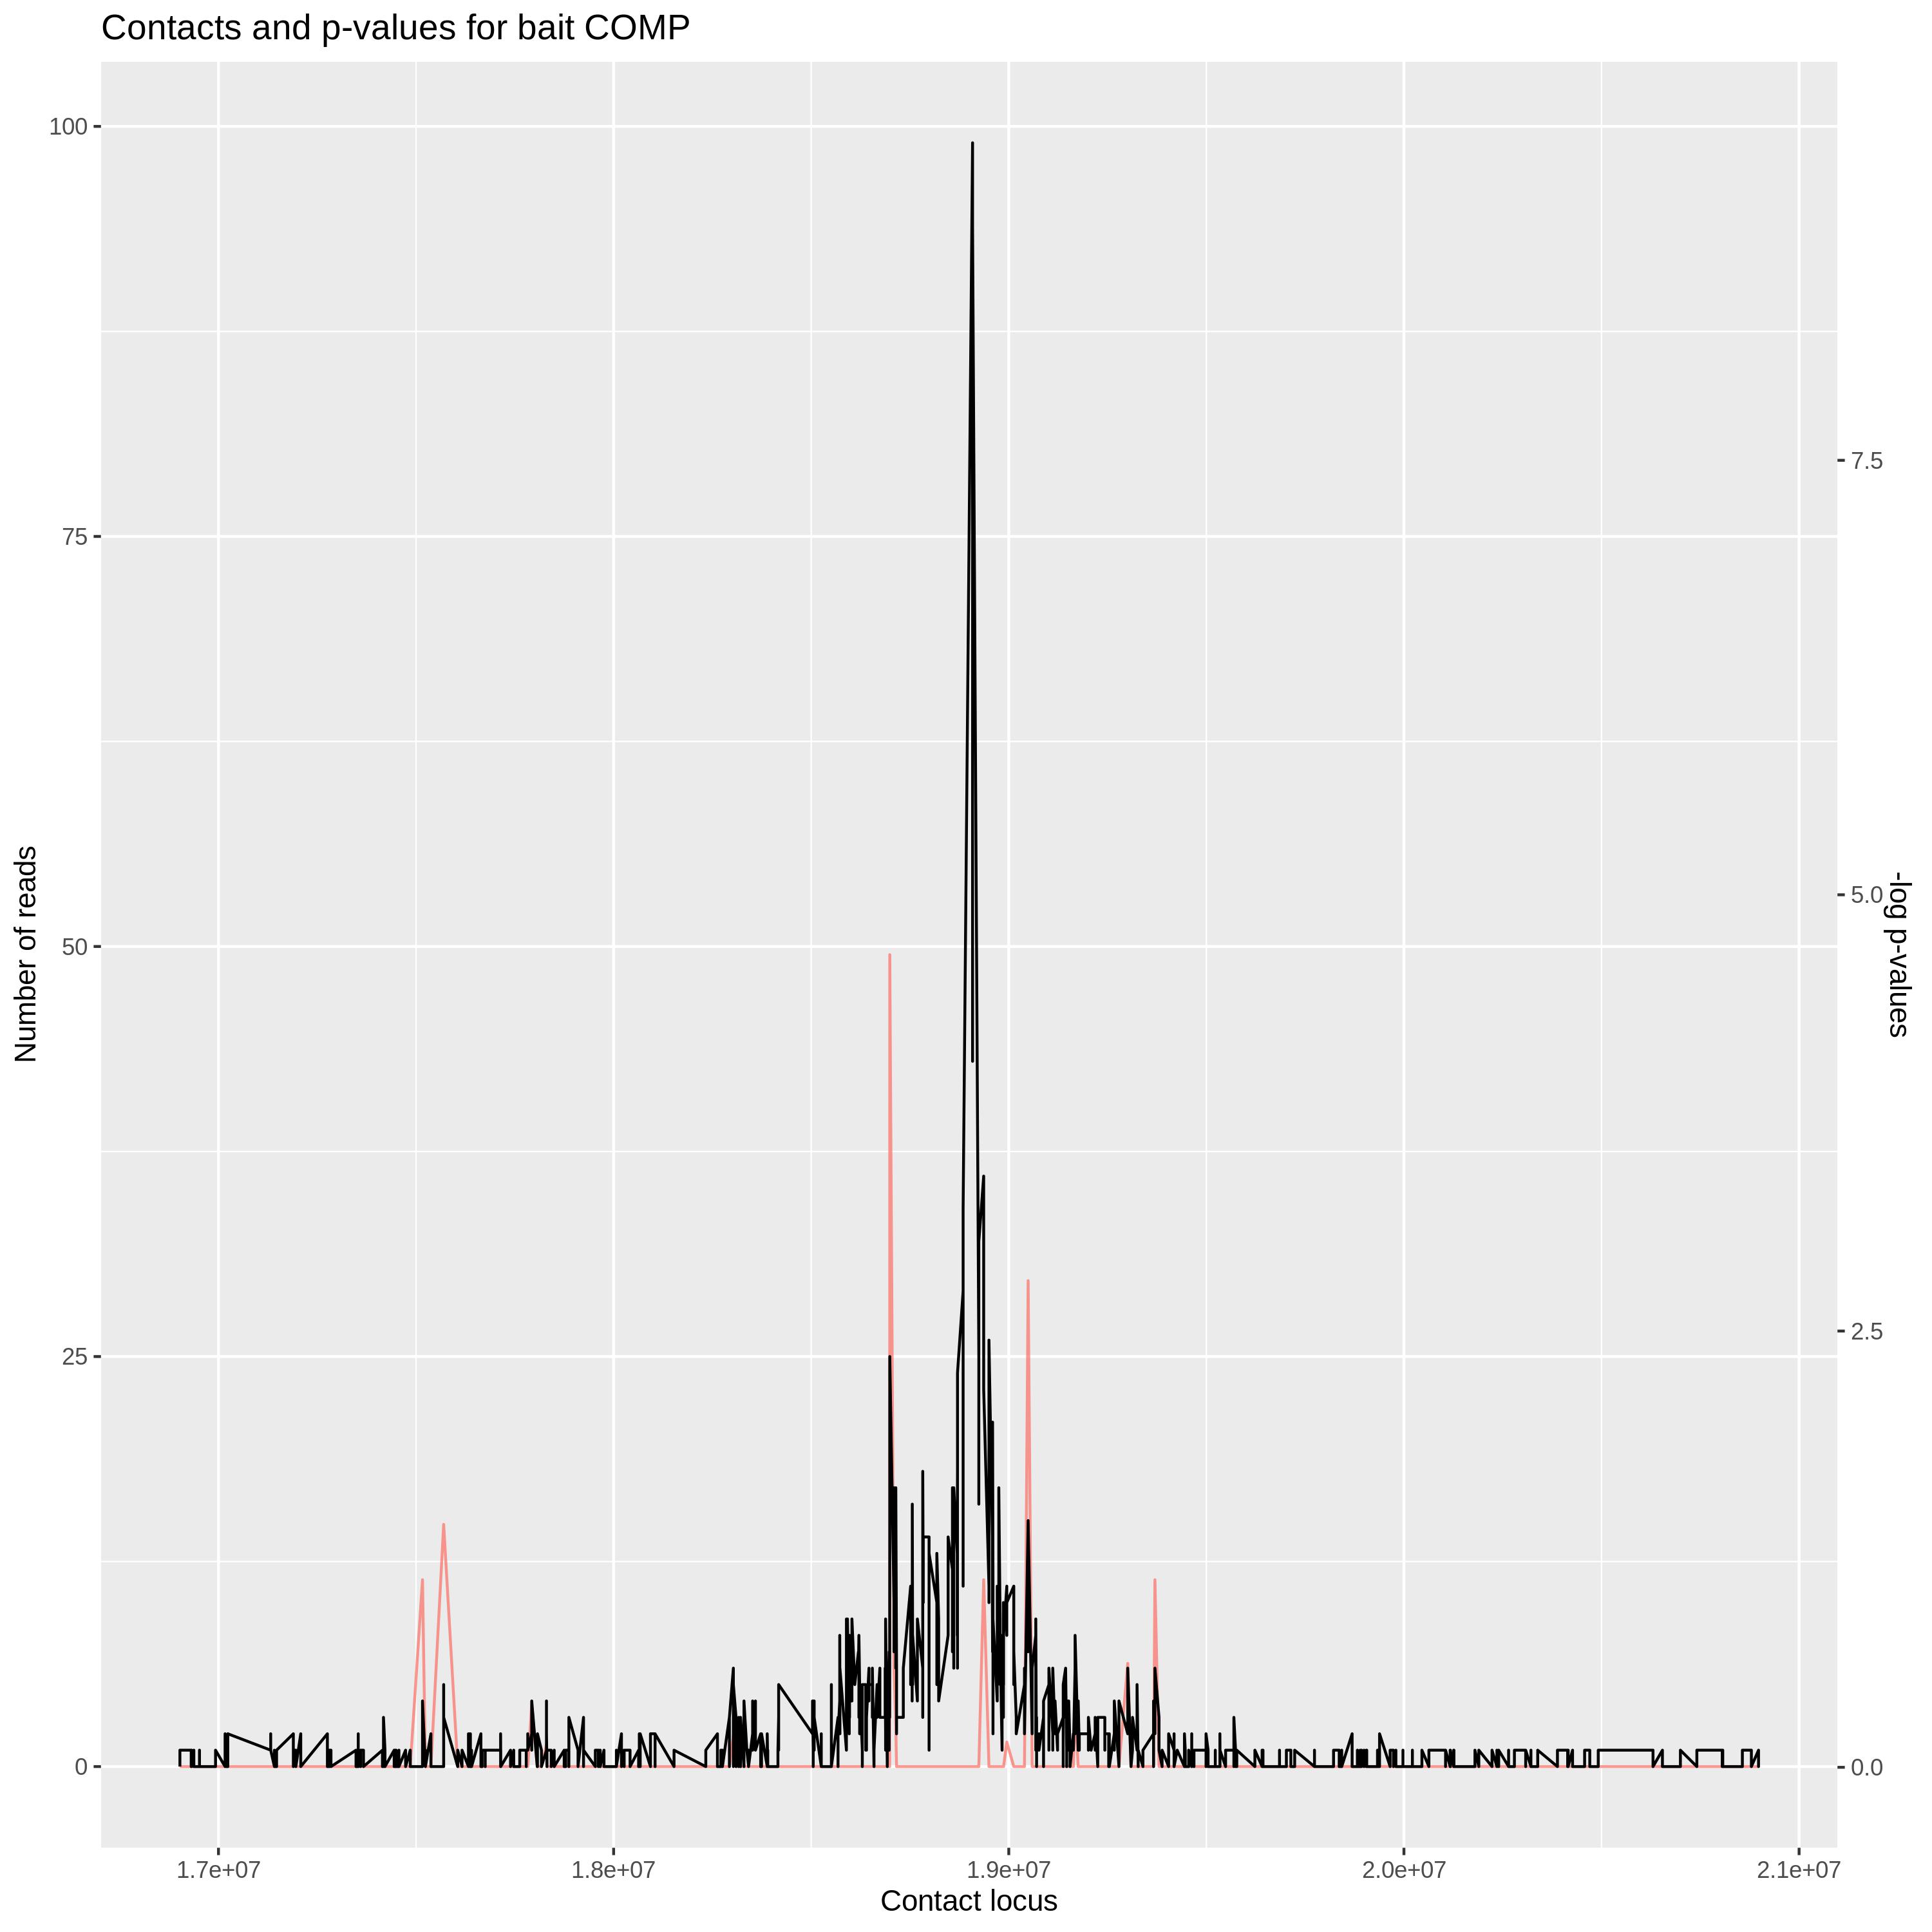 Contacts and p-values for bait COMP
100
75
50
25
0
Number of reads
7.5
5.0
2.5
0.0
-log p-values
1.7e+07 1.8e+07 1.9e+07 2.0e+07 2.1e+07
Contact locus